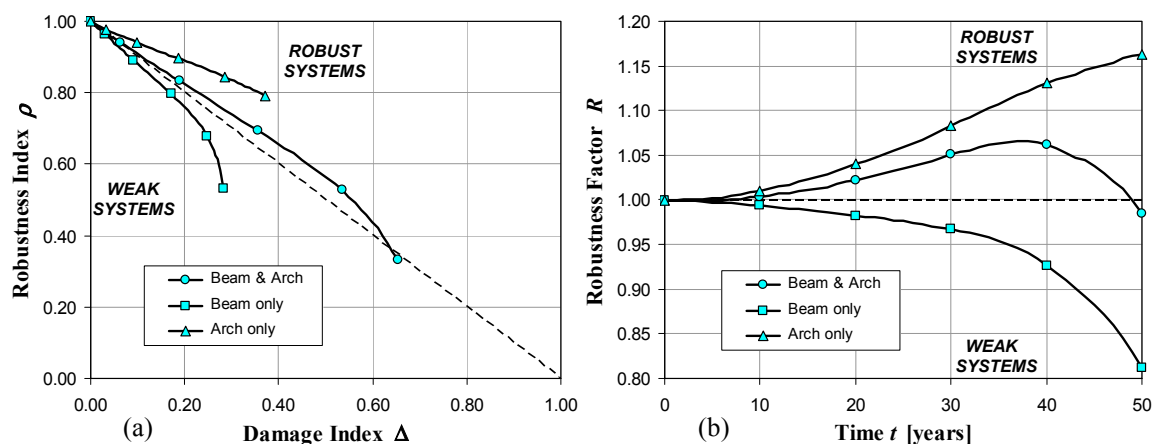 1.00
0.80
0.60
0.40
0.20
0.00
Robustness Index ρ
ROBUST
SYSTEMS
WEAK
SYSTEMS
Beam & Arch
Beam only
Arch only
0.00 0.20 0.40 0.60 0.80 1.00
(a)
Damage Index Δ
1.20
1.15
1.10
1.05
1.00
0.95
0.90
0.85
0.80
Robustness Factor R
ROBUST
SYSTEMS
Beam & Arch
Beam only
Arch only
WEAK
SYSTEMS
0 10 20 30 40 50
(b)
Time t [years]